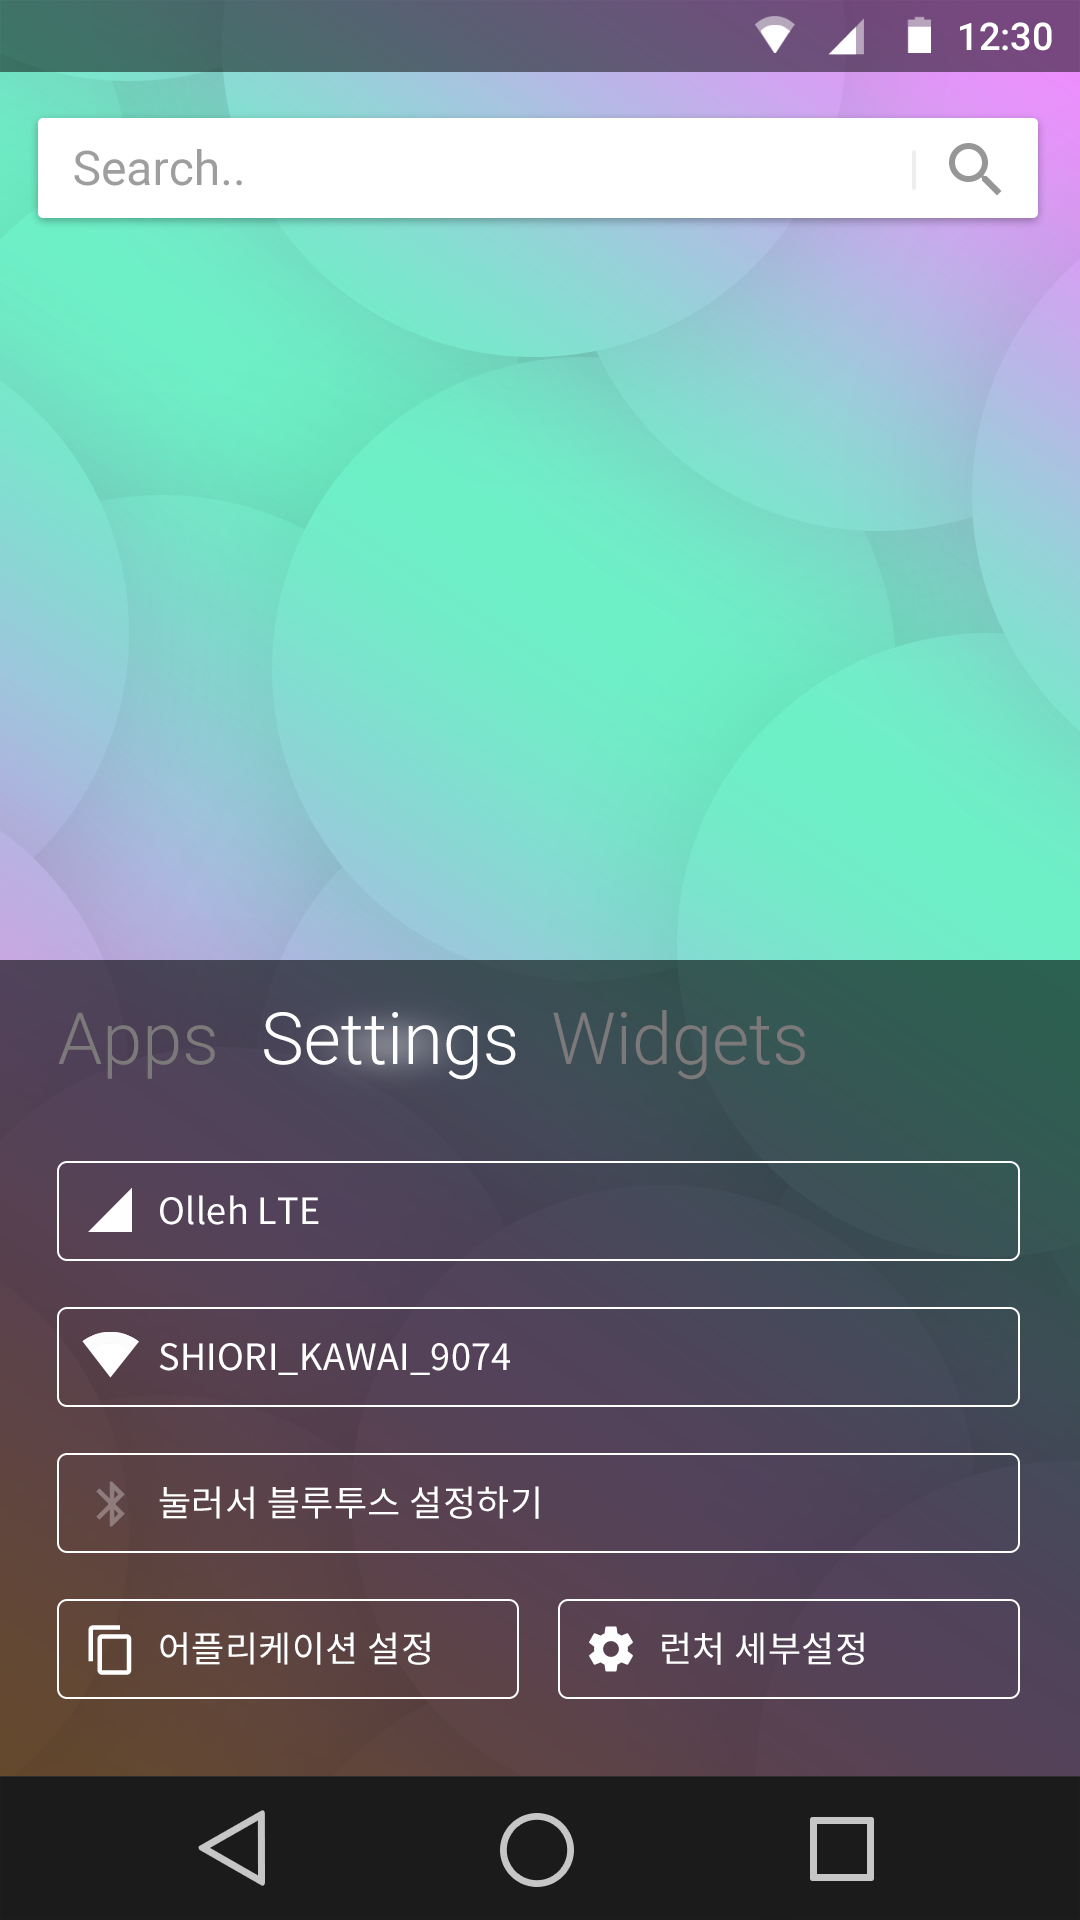 12:30
Search..
Apps Settings Widgets
Olleh LTE
SHIORI_KAWAI_9074
눌러서 블루투스 설정하기
어플리케이션 설정 런처 세부설정